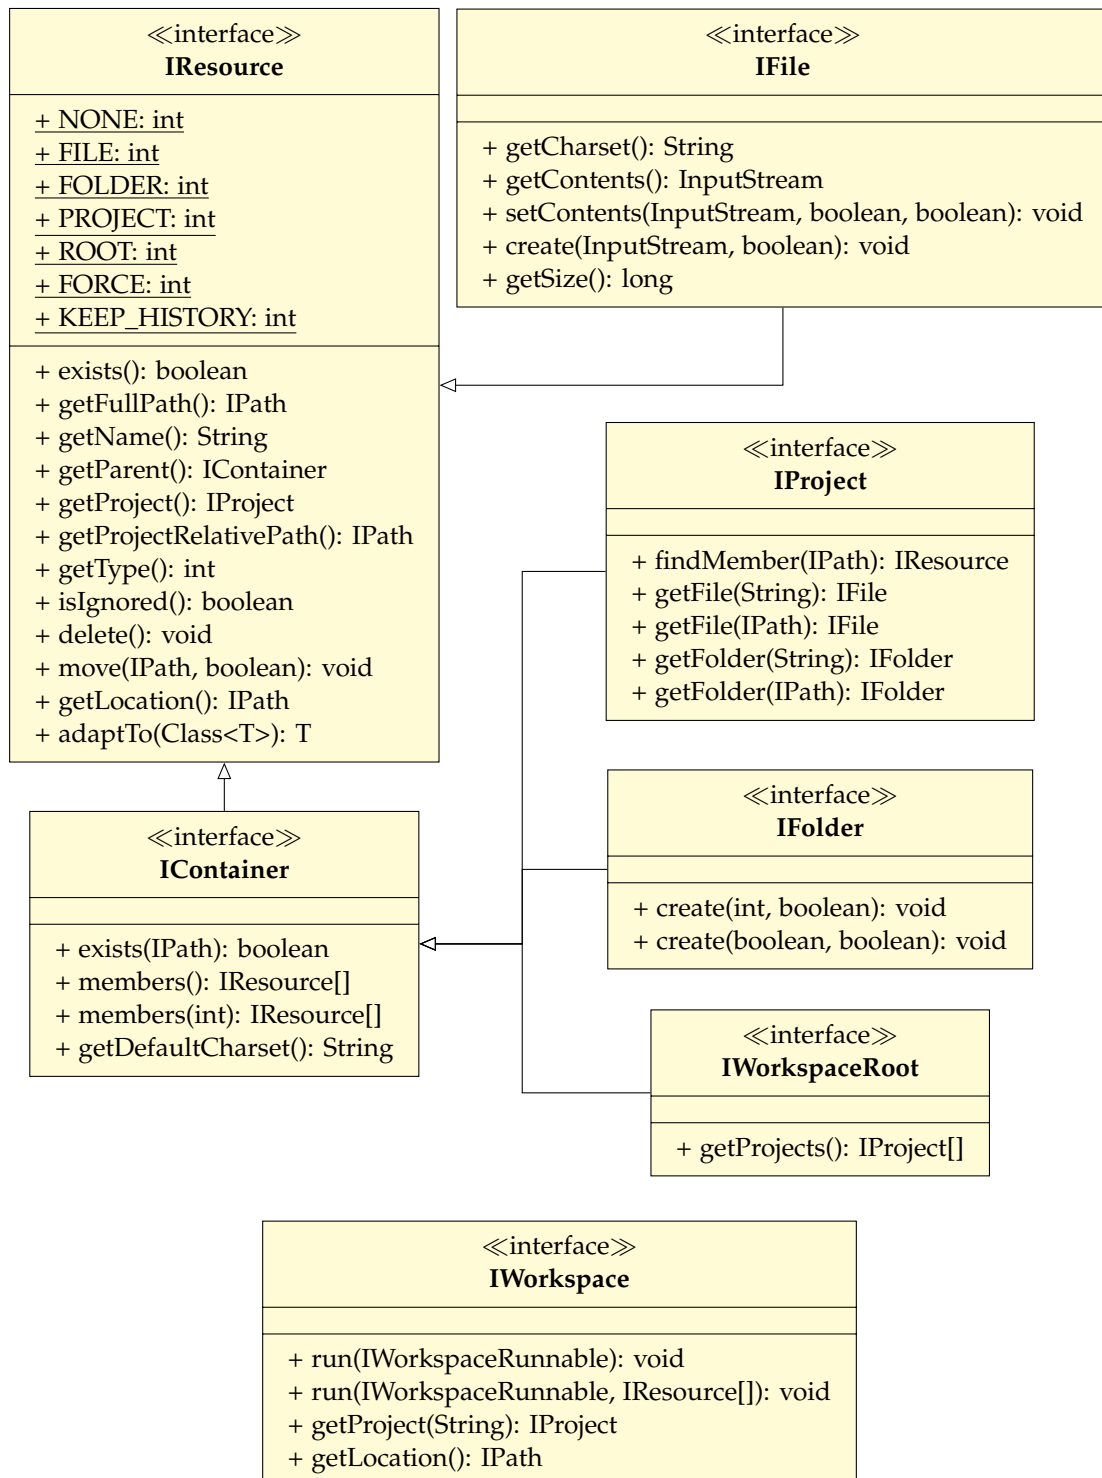 ≪interface≫
IResource
+ NONE: int
+ FILE: int
+ FOLDER: int
+ PROJECT: int
+ ROOT: int
+ FORCE: int
+ KEEP_HISTORY: int
+ exists(): boolean
+ getFullPath(): IPath
+ getName(): String
+ getParent(): IContainer
+ getProject(): IProject
+ getProjectRelativePath(): IPath
+ getType(): int
+ isIgnored(): boolean
+ delete(): void
+ move(IPath, boolean): void
+ getLocation(): IPath
+ adaptTo(Class<T>): T
≪interface≫
IFile
+ getCharset(): String
+ getContents(): InputStream
+ setContents(InputStream, boolean, boolean): void
+ create(InputStream, boolean): void
+ getSize(): long
≪interface≫
IProject
+ findMember(IPath): IResource
+ getFile(String): IFile
+ getFile(IPath): IFile
+ getFolder(String): IFolder
+ getFolder(IPath): IFolder
≪interface≫
IContainer
+ exists(IPath): boolean
+ members(): IResource[]
+ members(int): IResource[]
+ getDefaultCharset(): String
≪interface≫
IFolder
+ create(int, boolean): void
+ create(boolean, boolean): void
≪interface≫
IWorkspaceRoot
+ getProjects(): IProject[]
≪interface≫
IWorkspace
+ run(IWorkspaceRunnable): void
+ run(IWorkspaceRunnable, IResource[]): void
+ getProject(String): IProject
+ getLocation(): IPath